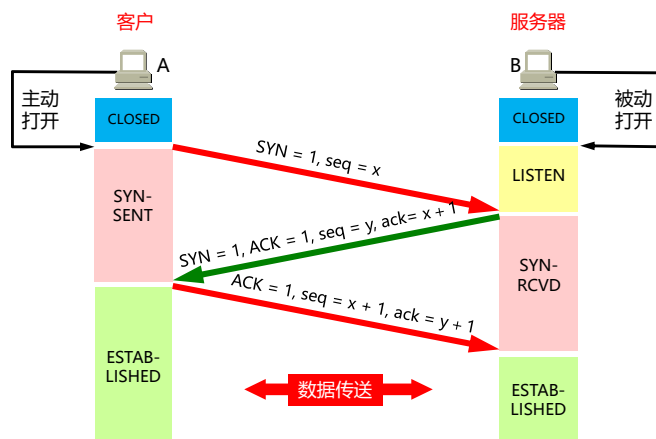 客户
服务器
A
B
主动
打开
被动
打开
CLOSED
CLOSED
SYN = 1, seq = x
LISTEN
SYN-
SENT
SYN = 1, ACK = 1, seq = y, ack= x + 1
SYN-
RCVD
ACK = 1, seq = x + 1, ack = y + 1
ESTAB-
LISHED
数据传送
ESTAB-
LISHED